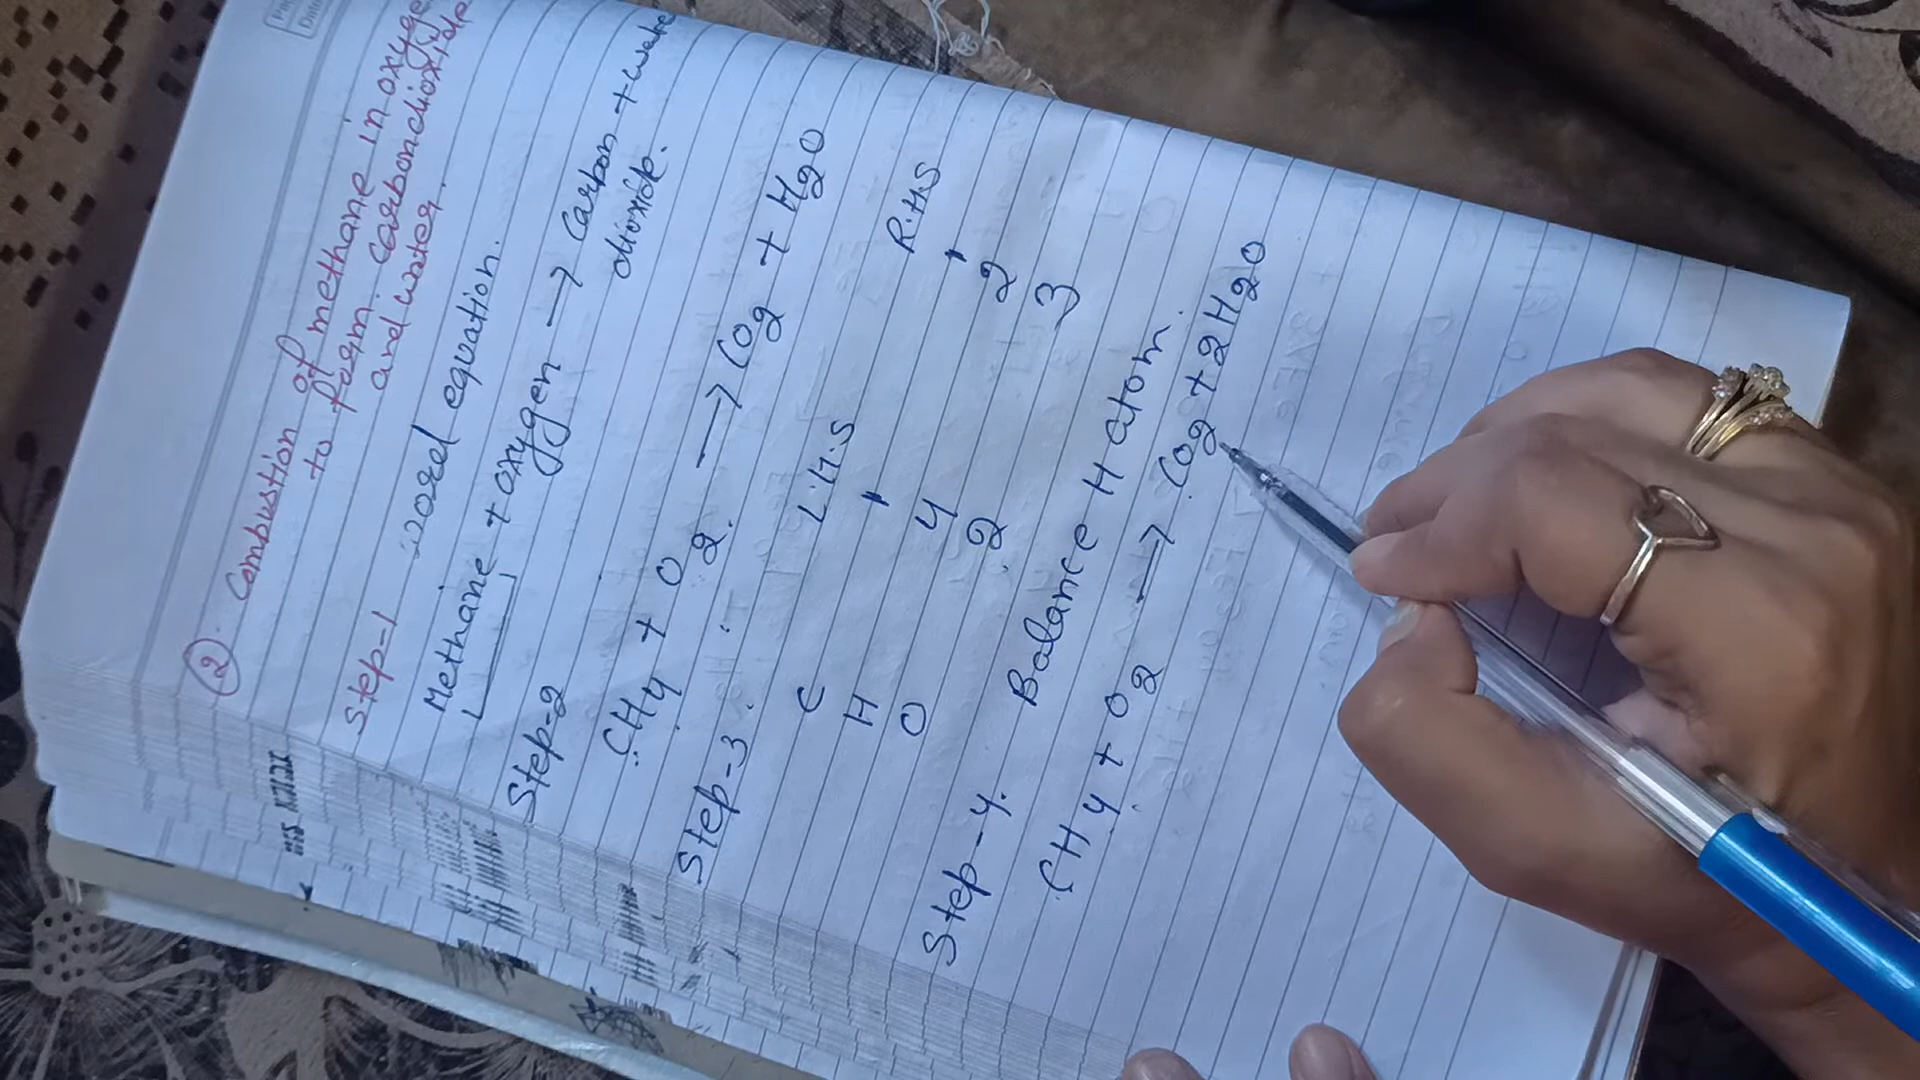 ② Combustion of methane in oxygen
to form carbondioxide
and water.
Step-1 word equation.
Methane + oxygen → Carbon + wate
dioxide.
Step-2
CH4 + O2. → CO2 + H2O
Step-3.
L.H.S R.H.S
C 1 1
H 4 2
O 2 3
Step-4. Balance H atom.
CH4 + O2 → CO2 + 2H2O